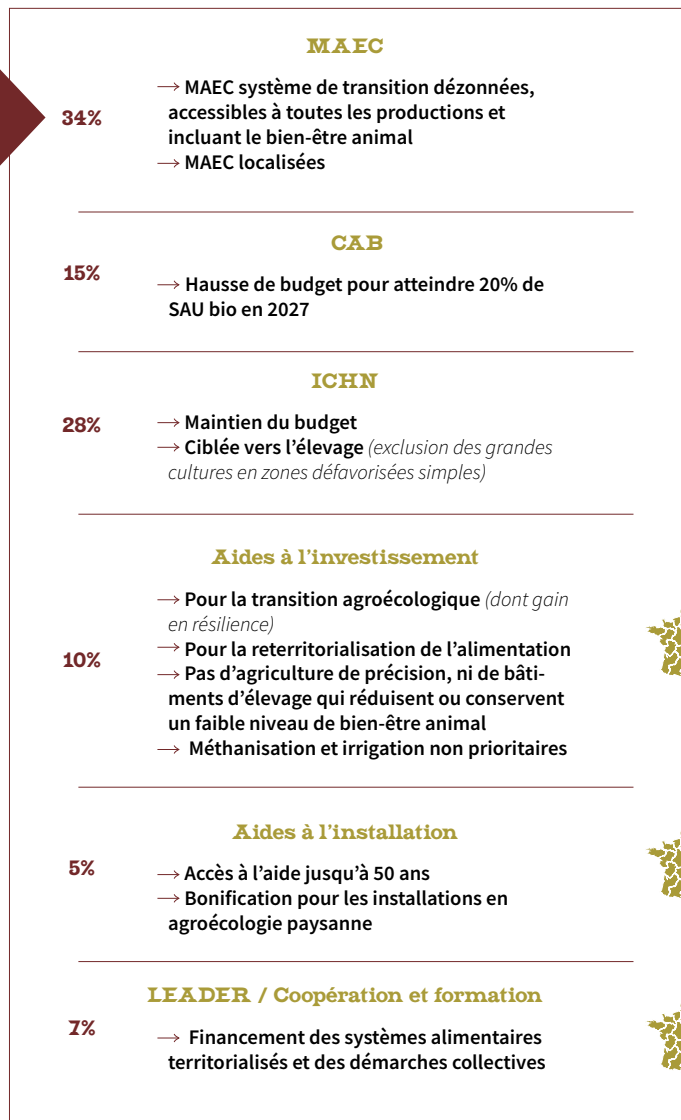 MAEC
34%
→ MAEC système de transition dézonnées,
accessibles à toutes les productions et
incluant le bien-être animal
→ MAEC localisées
CAB
15%
→ Hausse de budget pour atteindre 20% de
SAU bio en 2027
ICHN
28%
→ Maintien du budget
→ Ciblée vers l’élevage (exclusion des grandes
cultures en zones défavorisées simples)
Aides à l’investissement
→ Pour la transition agroécologique (dont gain
en résilience)
→ Pour la reterritorialisation de l’alimentation
10%
→ Pas d’agriculture de précision, ni de bâti-
ments d’élevage qui réduisent ou conservent
un faible niveau de bien-être animal
→ Méthanisation et irrigation non prioritaires
Aides à l’installation
5%
→ Accès à l’aide jusqu’à 50 ans
→ Bonification pour les installations en
agroécologie paysanne
LEADER / Coopération et formation
7%
→ Financement des systèmes alimentaires
territorialisés et des démarches collectives